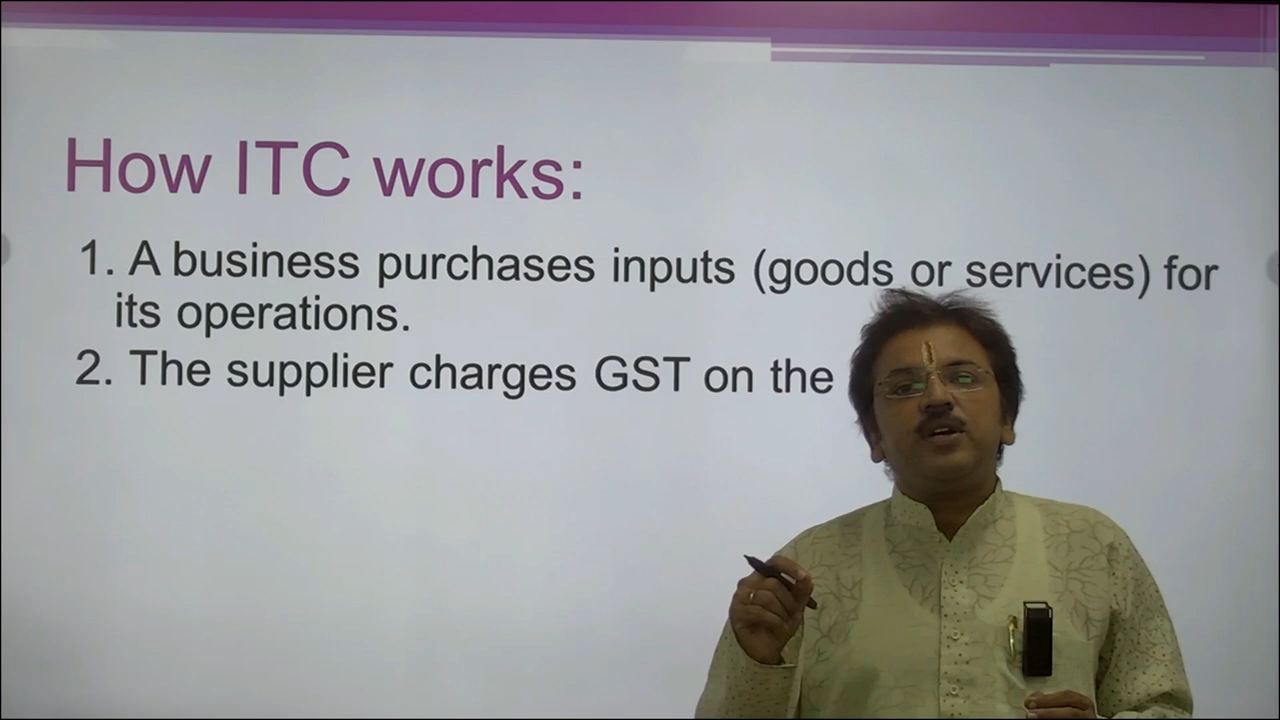 How ITC works:
1. A business purchases inputs (goods or services) for
its operations.
2. The supplier charges GST on the